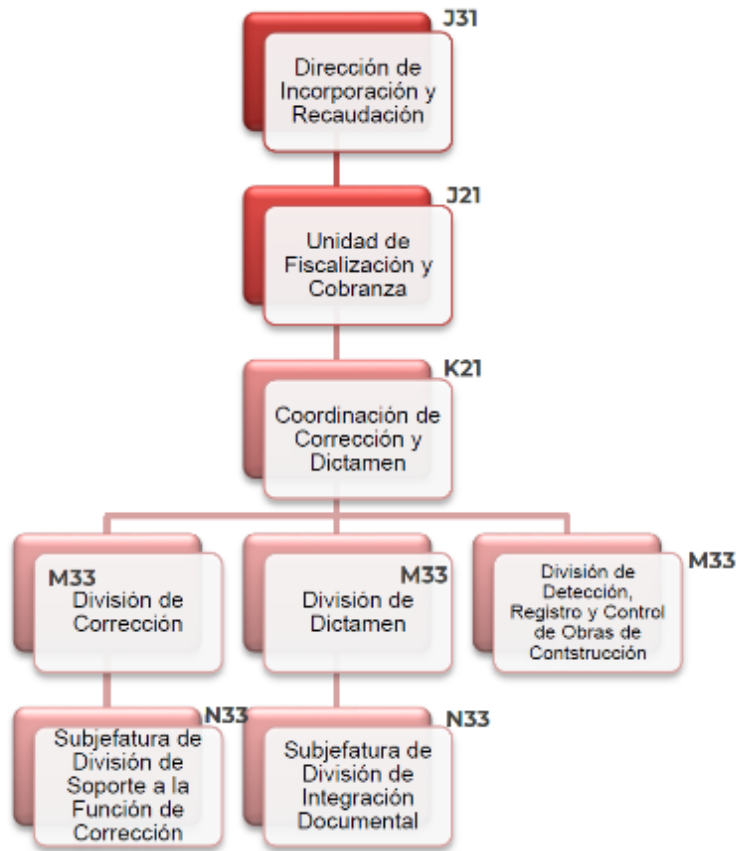 J31
Dirección de
Incorporación y
Recaudación
J21
Unidad de
Fiscalización y
Cobranza
K21
Coordinación de
Corrección y
Dictamen
M33
División de
Corrección
M33
División de
Dictamen
M33
División de
Detección,
Registro y Control
de Obras de
Contstrucción
N33
Subjefatura de
División de
Soporte a la
Función de
Corrección
N33
Subjefatura de
División de
Integración
Documental